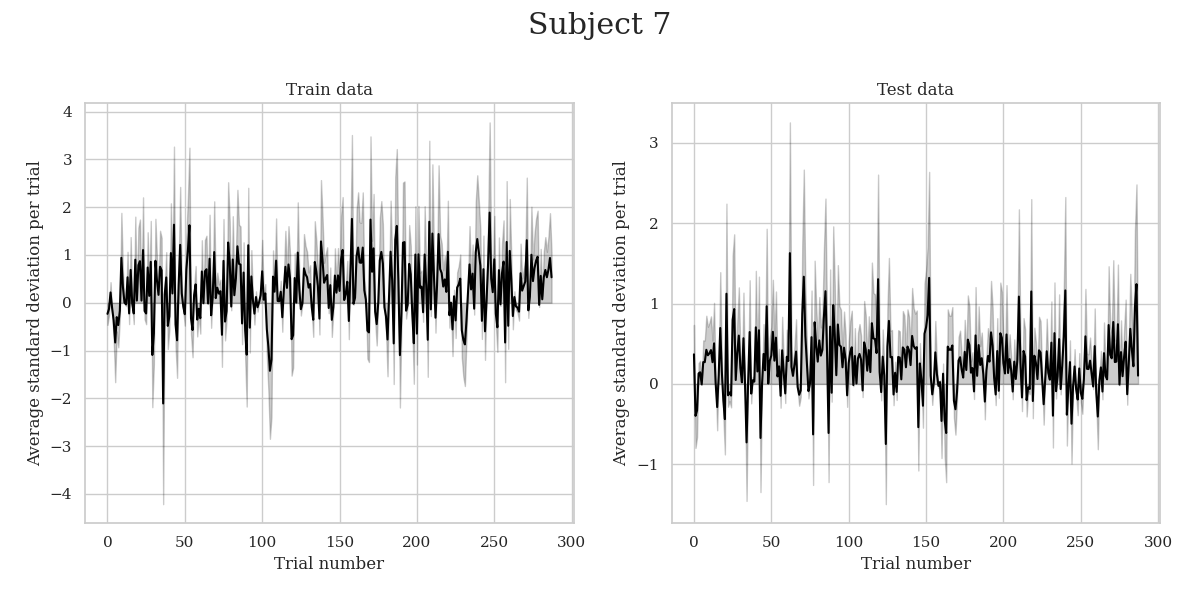 Subject 7
Train data
Test data
Average standard deviation per trial
4
3
2
1
0
−1
−2
−3
−4
0 50 100 150 200 250 300
Trial number
Average standard deviation per trial
3
2
1
0
−1
0 50 100 150 200 250 300
Trial number